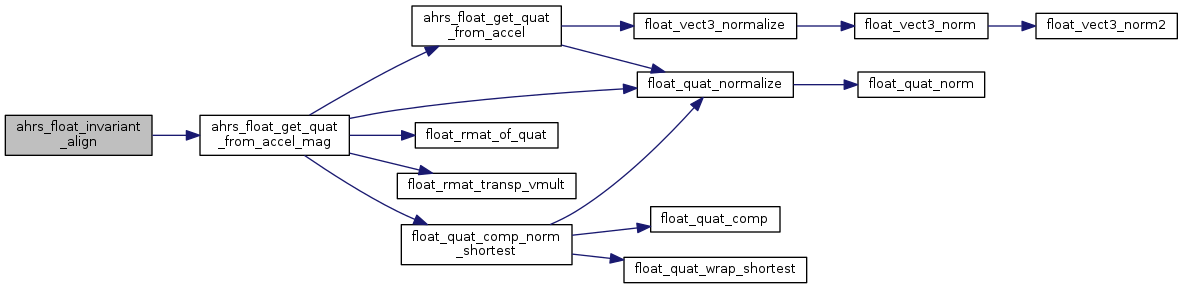 ahrs_float_invariant
_align
ahrs_float_get_quat
_from_accel_mag
ahrs_float_get_quat
_from_accel
float_vect3_normalize
float_vect3_norm
float_vect3_norm2
float_quat_normalize
float_quat_norm
float_rmat_of_quat
float_rmat_transp_vmult
float_quat_comp_norm
_shortest
float_quat_comp
float_quat_wrap_shortest